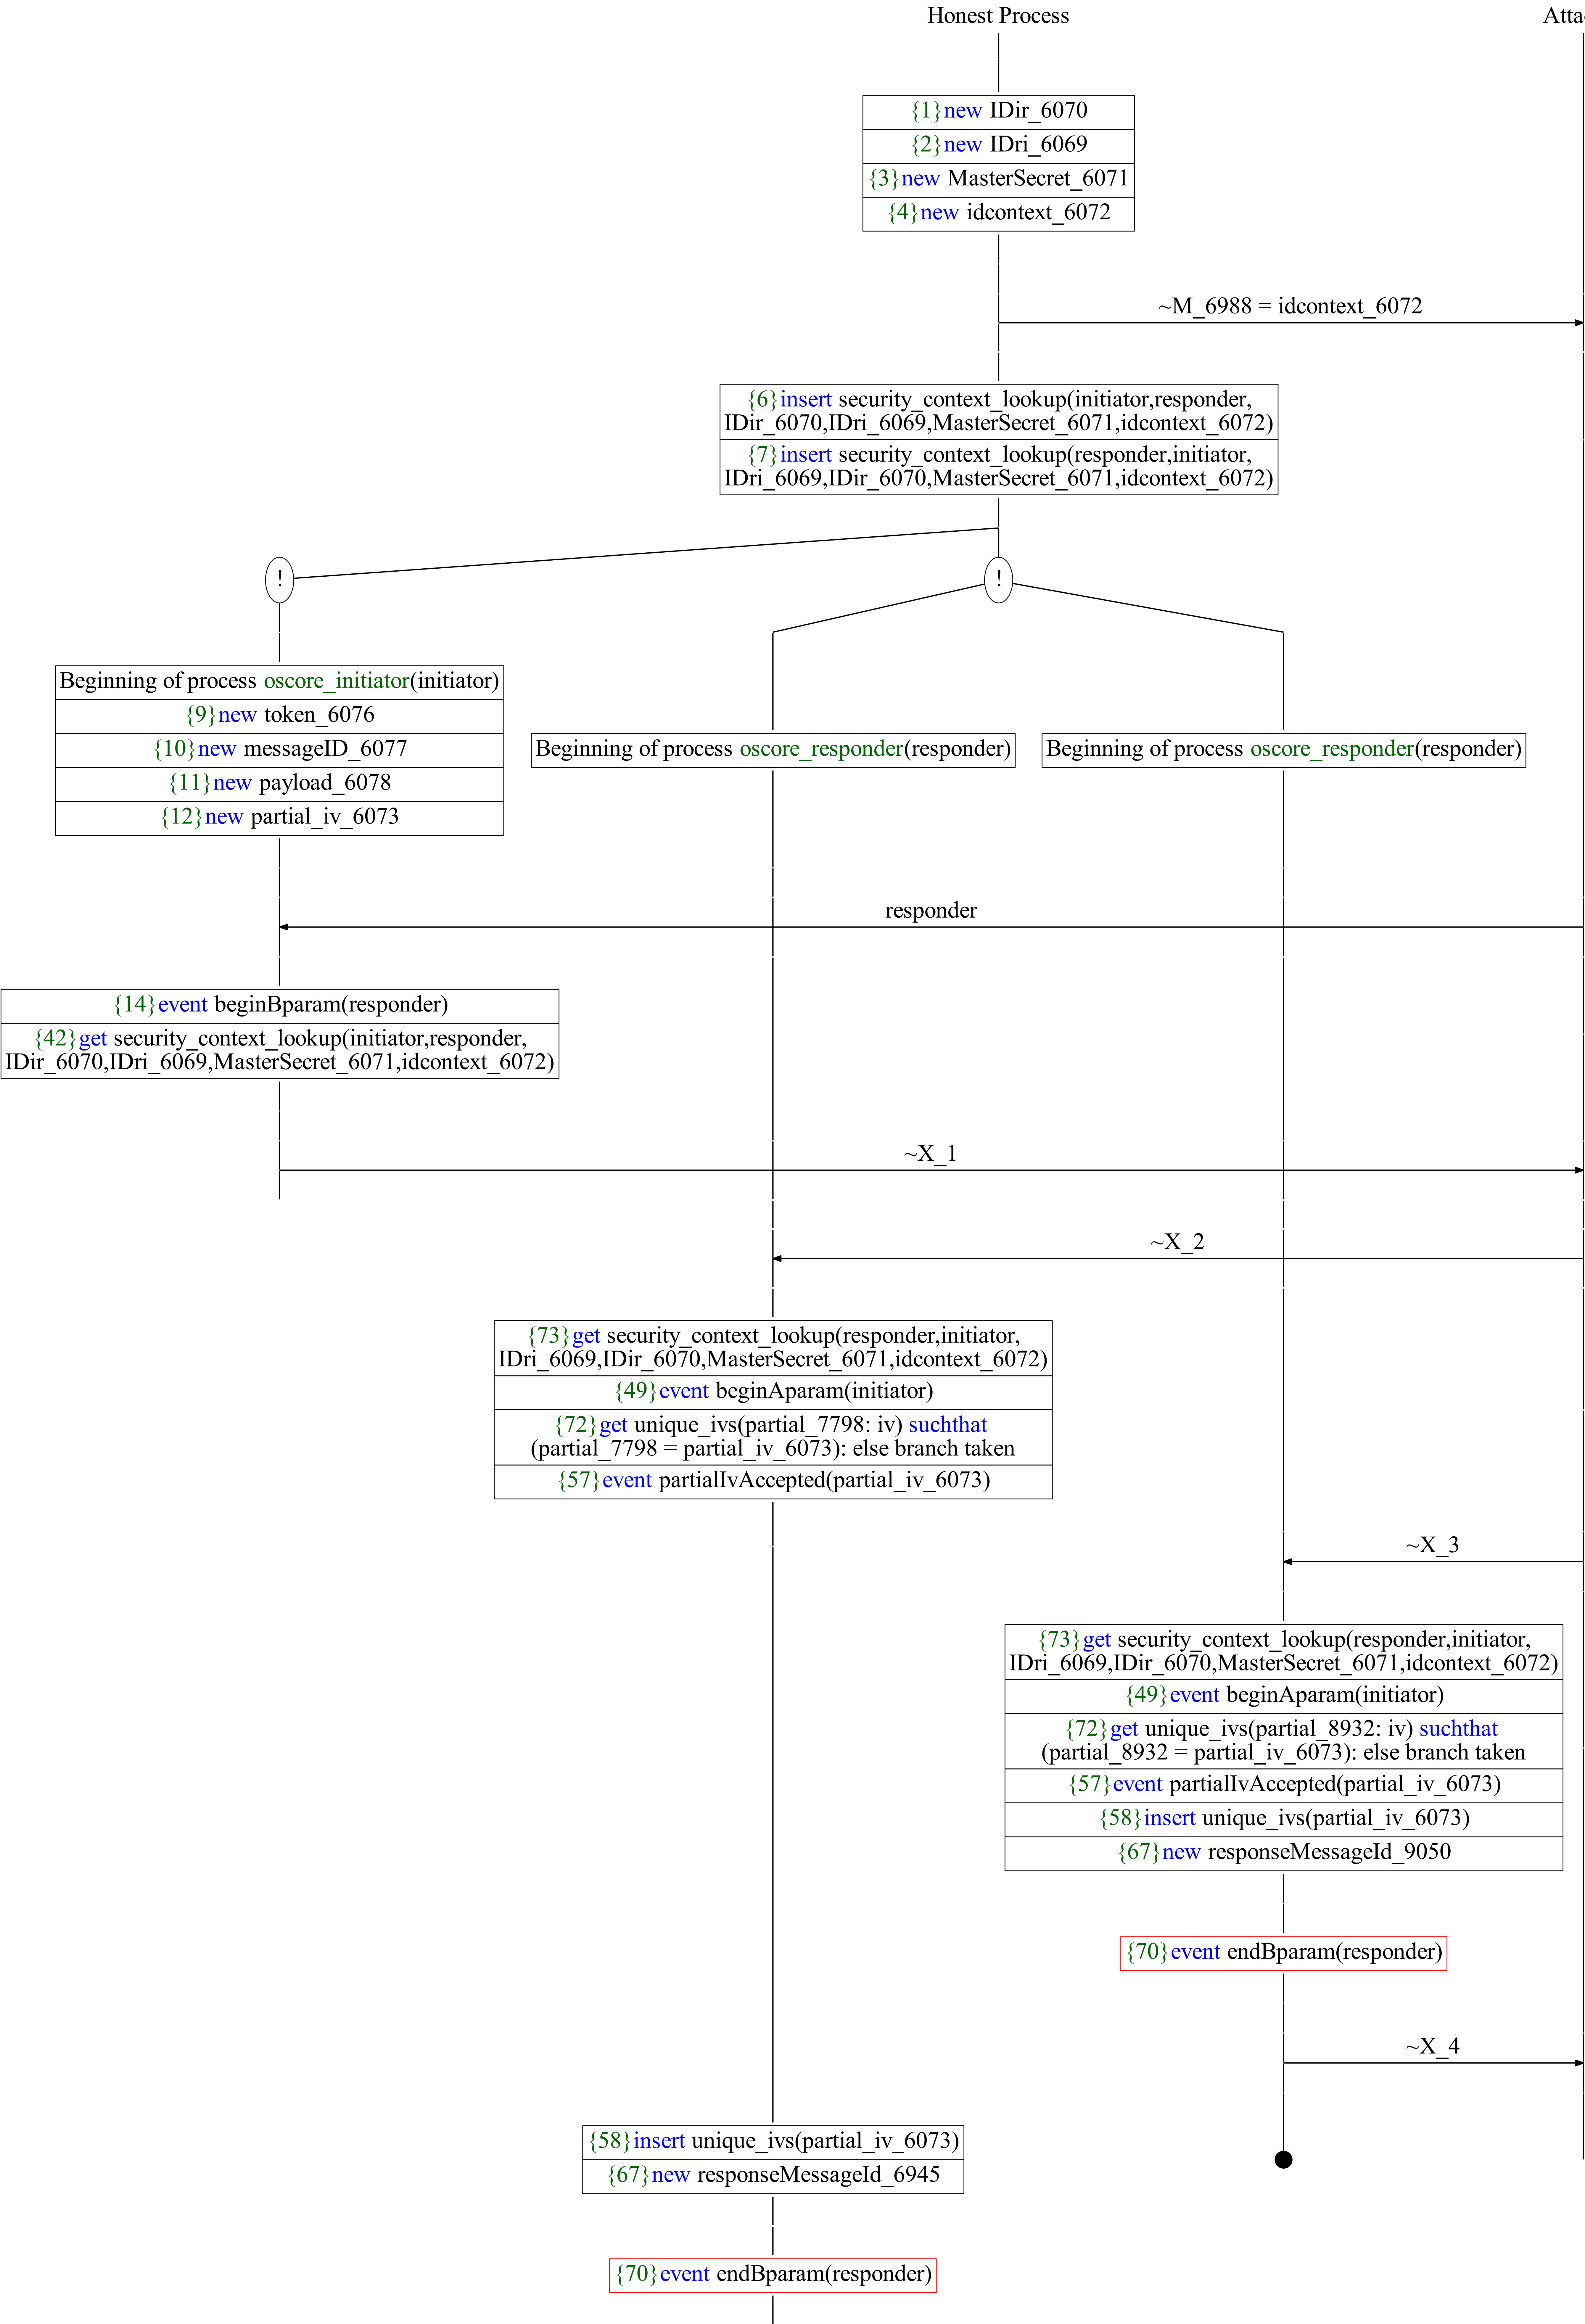 Honest Process
Atta
{1}new IDir_6070
{2}new IDri_6069
{3}new MasterSecret_6071
{4}new idcontext_6072
~M_6988 = idcontext_6072
{6}insert security_context_lookup(initiator,responder,
IDir_6070,IDri_6069,MasterSecret_6071,idcontext_6072)
{7}insert security_context_lookup(responder,initiator,
IDri_6069,IDir_6070,MasterSecret_6071,idcontext_6072)
!
!
Beginning of process oscore_initiator(initiator)
{9}new token_6076
{10}new messageID_6077
{11}new payload_6078
{12}new partial_iv_6073
Beginning of process oscore_responder(responder)
Beginning of process oscore_responder(responder)
responder
{14}event beginBparam(responder)
{42}get security_context_lookup(initiator,responder,
IDir_6070,IDri_6069,MasterSecret_6071,idcontext_6072)
~X_1
~X_2
{73}get security_context_lookup(responder,initiator,
IDri_6069,IDir_6070,MasterSecret_6071,idcontext_6072)
{49}event beginAparam(initiator)
{72}get unique_ivs(partial_7798: iv) suchthat
(partial_7798 = partial_iv_6073): else branch taken
{57}event partialIvAccepted(partial_iv_6073)
~X_3
{73}get security_context_lookup(responder,initiator,
IDri_6069,IDir_6070,MasterSecret_6071,idcontext_6072)
{49}event beginAparam(initiator)
{72}get unique_ivs(partial_8932: iv) suchthat
(partial_8932 = partial_iv_6073): else branch taken
{57}event partialIvAccepted(partial_iv_6073)
{58}insert unique_ivs(partial_iv_6073)
{67}new responseMessageId_9050
{70}event endBparam(responder)
~X_4
{58}insert unique_ivs(partial_iv_6073)
{67}new responseMessageId_6945
{70}event endBparam(responder)